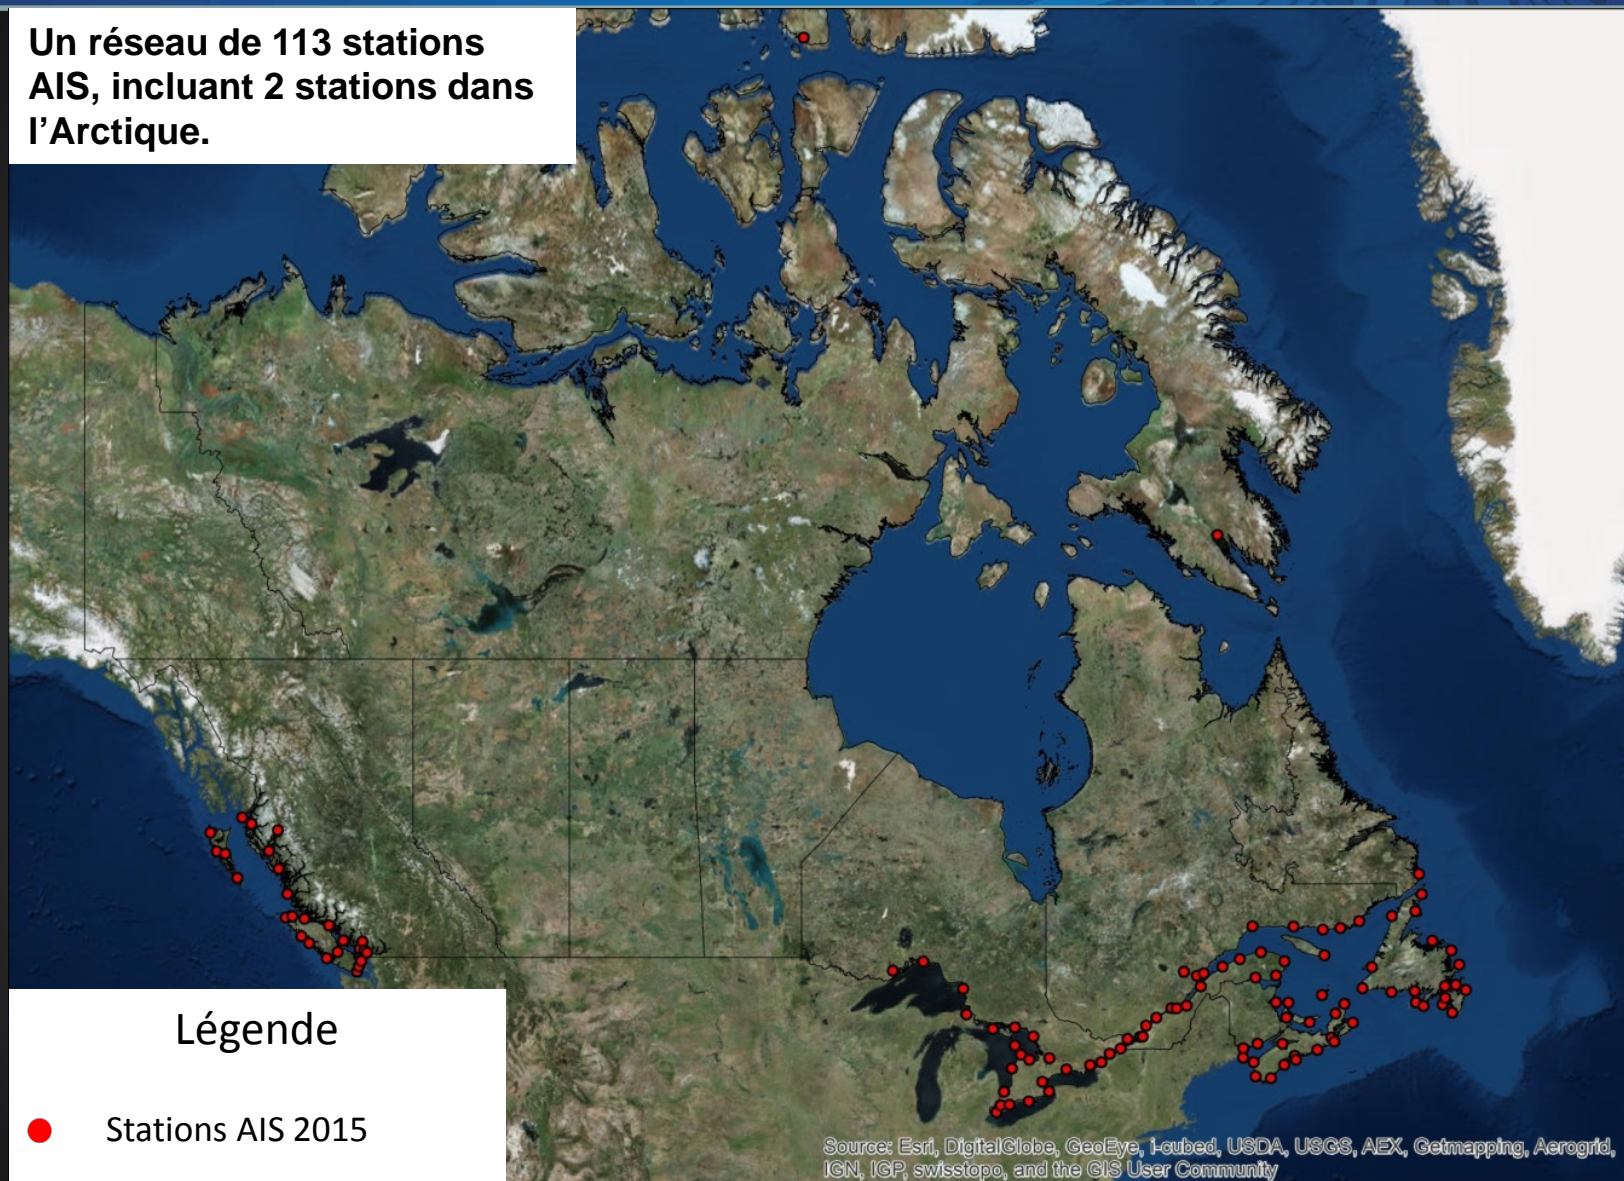 Un réseau de 113 stations
AIS, incluant 2 stations dans
l’Arctique.
Légende
Stations AIS 2015
Source: Esri, DigitalGlobe, GeoEye, i-cubed, USDA, USGS, AEX, Getmapping, Aerogrid,
IGN, IGP, swisstopo, and the GIS User Community